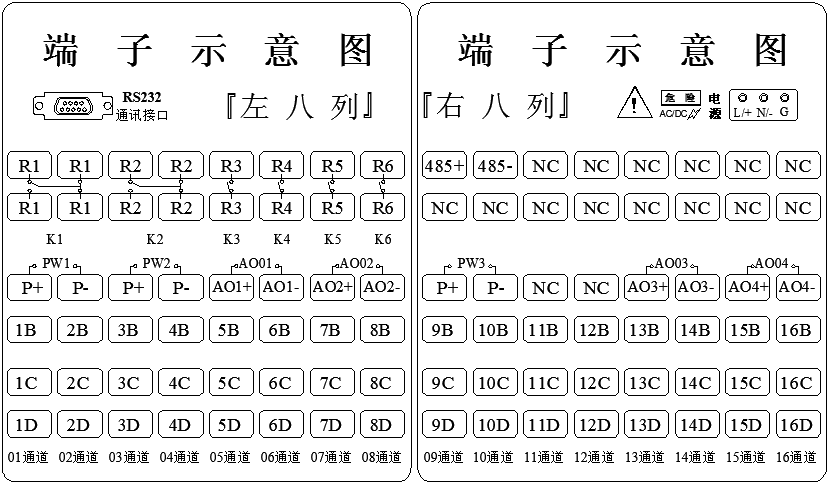 端 子 示 意 图
RS232
通讯接口
『左 八 列』
R1 R1 R2 R2 R3 R4 R5 R6
R1 R1 R2 R2 R3 R4 R5 R6
K1 K2 K3 K4 K5 K6
PW1 PW2 AO01 AO02
P+ P- P+ P- AO1+ AO1- AO2+ AO2-
1B 2B 3B 4B 5B 6B 7B 8B
1C 2C 3C 4C 5C 6C 7C 8C
1D 2D 3D 4D 5D 6D 7D 8D
01通道 02通道 03通道 04通道 05通道 06通道 07通道 08通道
端 子 示 意 图
『右 八 列』
危 险
AC/DC
电源
L/+ N/- G
485+ 485- NC NC NC NC NC NC
NC NC NC NC NC NC NC NC
PW3 AO03 AO04
P+ P- NC NC AO3+ AO3- AO4+ AO4-
9B 10B 11B 12B 13B 14B 15B 16B
9C 10C 11C 12C 13C 14C 15C 16C
9D 10D 11D 12D 13D 14D 15D 16D
09通道 10通道 11通道 12通道 13通道 14通道 15通道 16通道